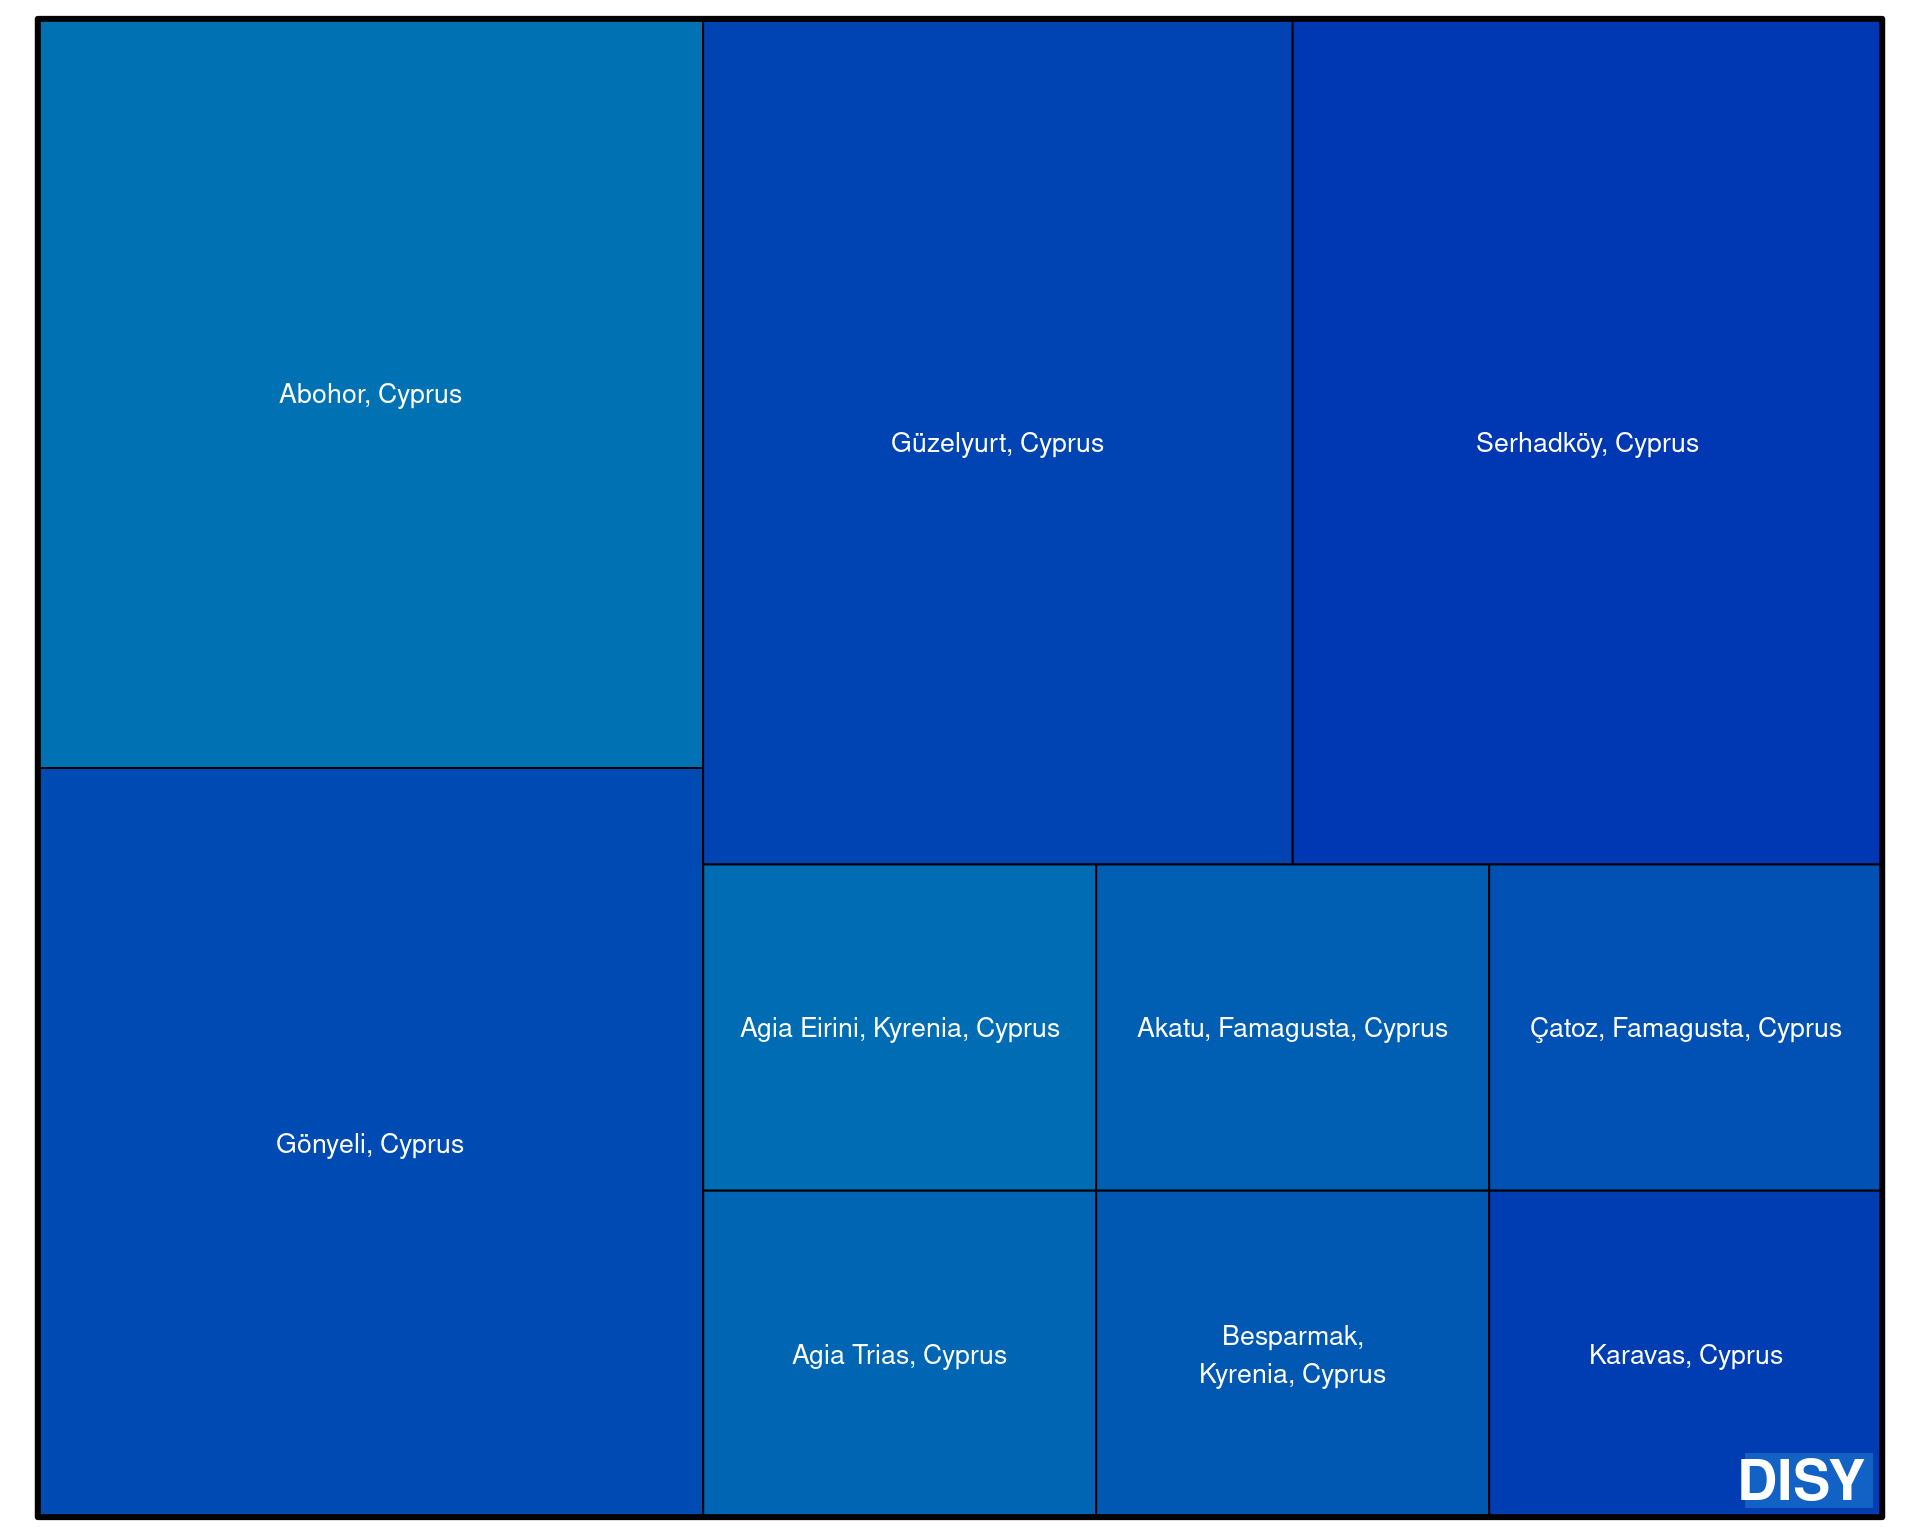 Abohor, Cyprus
Güzelyurt, Cyprus
Serhadköy, Cyprus
Gönyeli, Cyprus
Agia Eirini, Kyrenia, Cyprus
Akatu, Famagusta, Cyprus
Çatoz, Famagusta, Cyprus
Agia Trias, Cyprus
Besparmak,
Kyrenia, Cyprus
Karavas, Cyprus
DISY